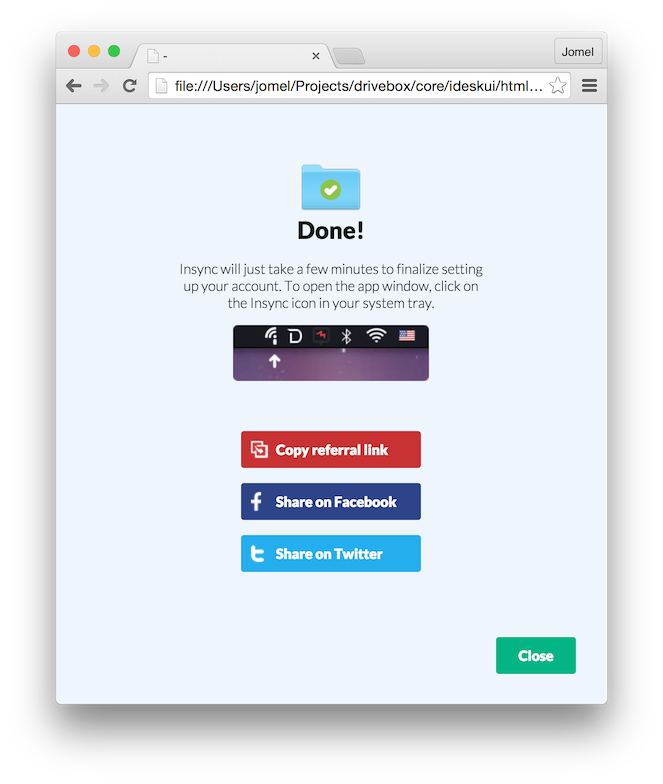 -
Jomel
file:///Users/jomel/Projects/drivebox/core/ideskui/html...
Done!
Insync will just take a few minutes to finalize setting
up your account. To open the app window, click on
the Insync icon in your system tray.
Copy referral link
Share on Facebook
Share on Twitter
Close